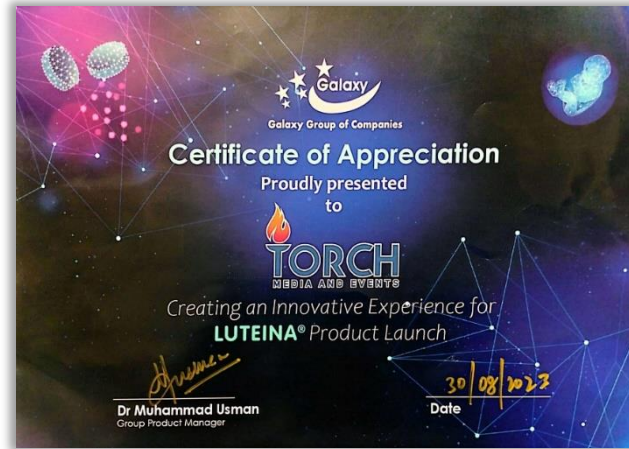 Galaxy
Galaxy Group of Companies
Certificate of Appreciation
Proudly presented
to
TORCH
MEDIA AND EVENTS
Creating an Innovative Experience for
LUTEINA® Product Launch
30/08/2023
Dr Muhammad Usman
Group Product Manager
Date